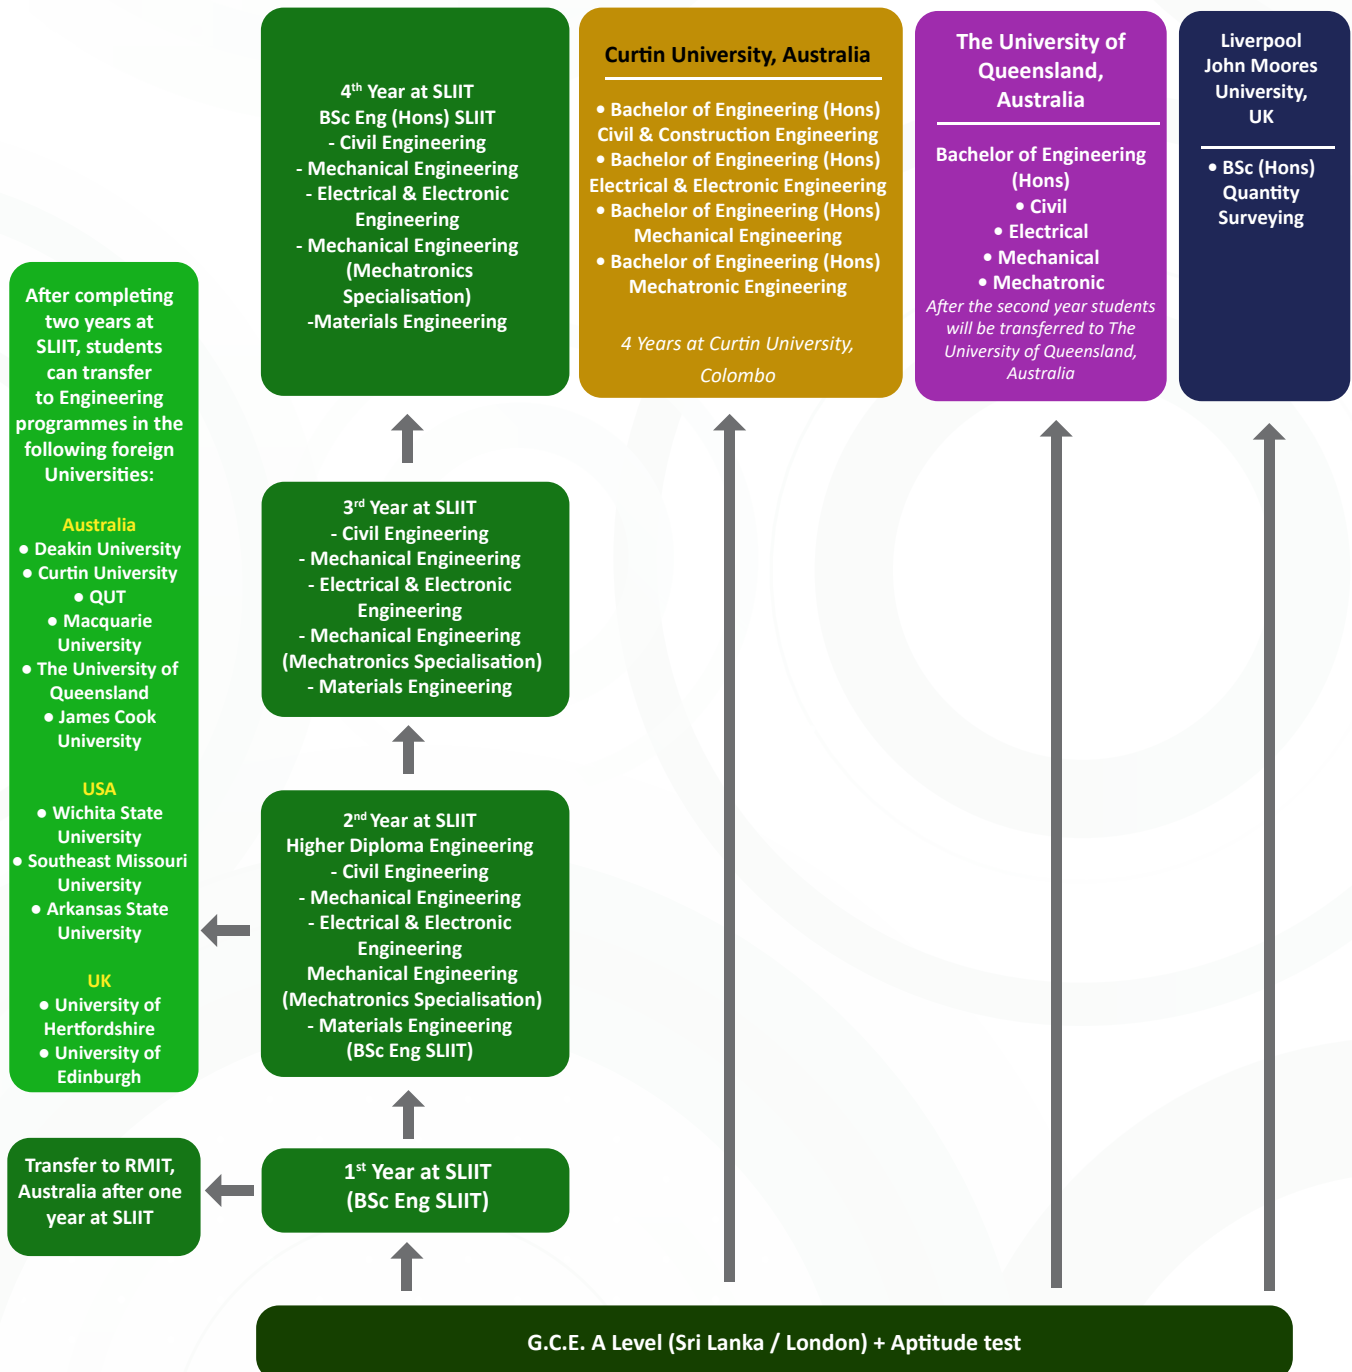 4th Year at SLIIT
BSc Eng (Hons) SLIIT
- Civil Engineering
- Mechanical Engineering
- Electrical & Electronic
Engineering
- Mechanical Engineering
(Mechatronics
Specialisation)
-Materials Engineering
Curtin University, Australia
• Bachelor of Engineering (Hons)
Civil & Construction Engineering
• Bachelor of Engineering (Hons)
Electrical & Electronic Engineering
• Bachelor of Engineering (Hons)
Mechanical Engineering
• Bachelor of Engineering (Hons)
Mechatronic Engineering
4 Years at Curtin University,
Colombo
The University of
Queensland,
Australia
Bachelor of Engineering
(Hons)
• Civil
• Electrical
• Mechanical
• Mechatronic
After the second year students
will be transferred to The
University of Queensland,
Australia
Liverpool
John Moores
University,
UK
• BSc (Hons)
Quantity
Surveying
After completing
two years at
SLIIT, students
can transfer
to Engineering
programmes in the
following foreign
Universities:
Australia
● Deakin University
● Curtin University
● QUT
● Macquarie
University
● The University of
Queensland
● James Cook
University
USA
● Wichita State
University
● Southeast Missouri
University
● Arkansas State
University
UK
● University of
Hertfordshire
● University of
Edinburgh
3rd Year at SLIIT
- Civil Engineering
- Mechanical Engineering
- Electrical & Electronic
Engineering
- Mechanical Engineering
(Mechatronics Specialisation)
- Materials Engineering
2nd Year at SLIIT
Higher Diploma Engineering
- Civil Engineering
- Mechanical Engineering
- Electrical & Electronic
Engineering
Mechanical Engineering
(Mechatronics Specialisation)
- Materials Engineering
(BSc Eng SLIIT)
Transfer to RMIT,
Australia after one
year at SLIIT
1st Year at SLIIT
(BSc Eng SLIIT)
G.C.E. A Level (Sri Lanka / London) + Aptitude test